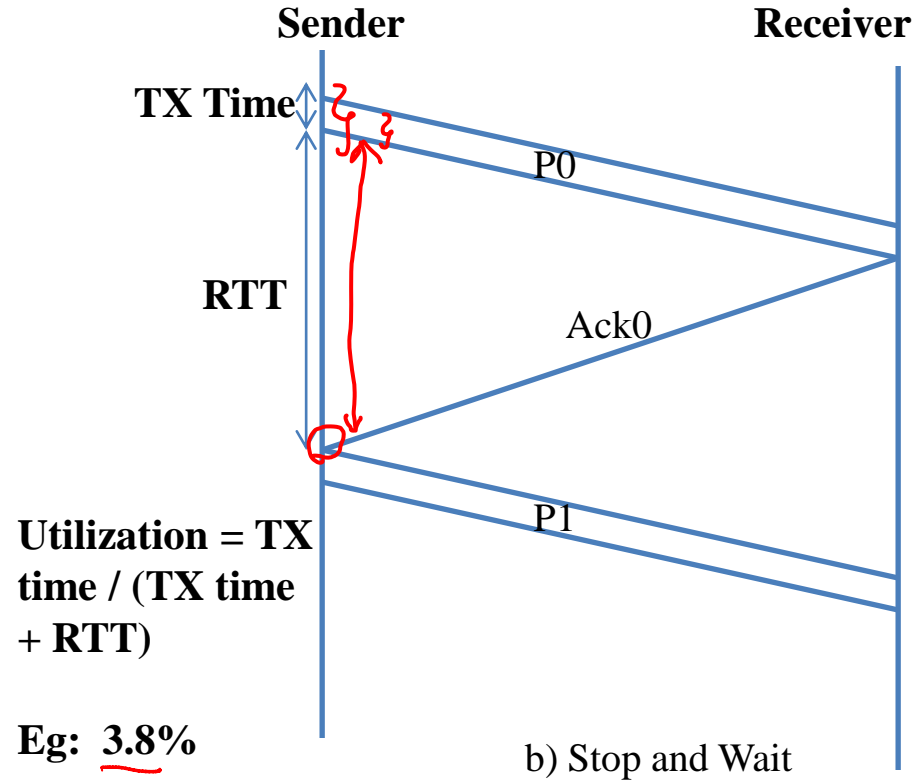 Sender
Receiver
TX Time
P0
RTT
Ack0
P1
Utilization = TX
time / (TX time
+ RTT)
Eg: 3.8%
b) Stop and Wait